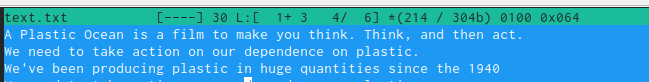 text.txt [----] 30 L:[ 1+ 3 4/ 6] *(214 / 304b) 0100 0x064
A Plastic Ocean is a film to make you think. Think, and then act.
We need to take action on our dependence on plastic.
We've been producing plastic in huge quantities since the 1940